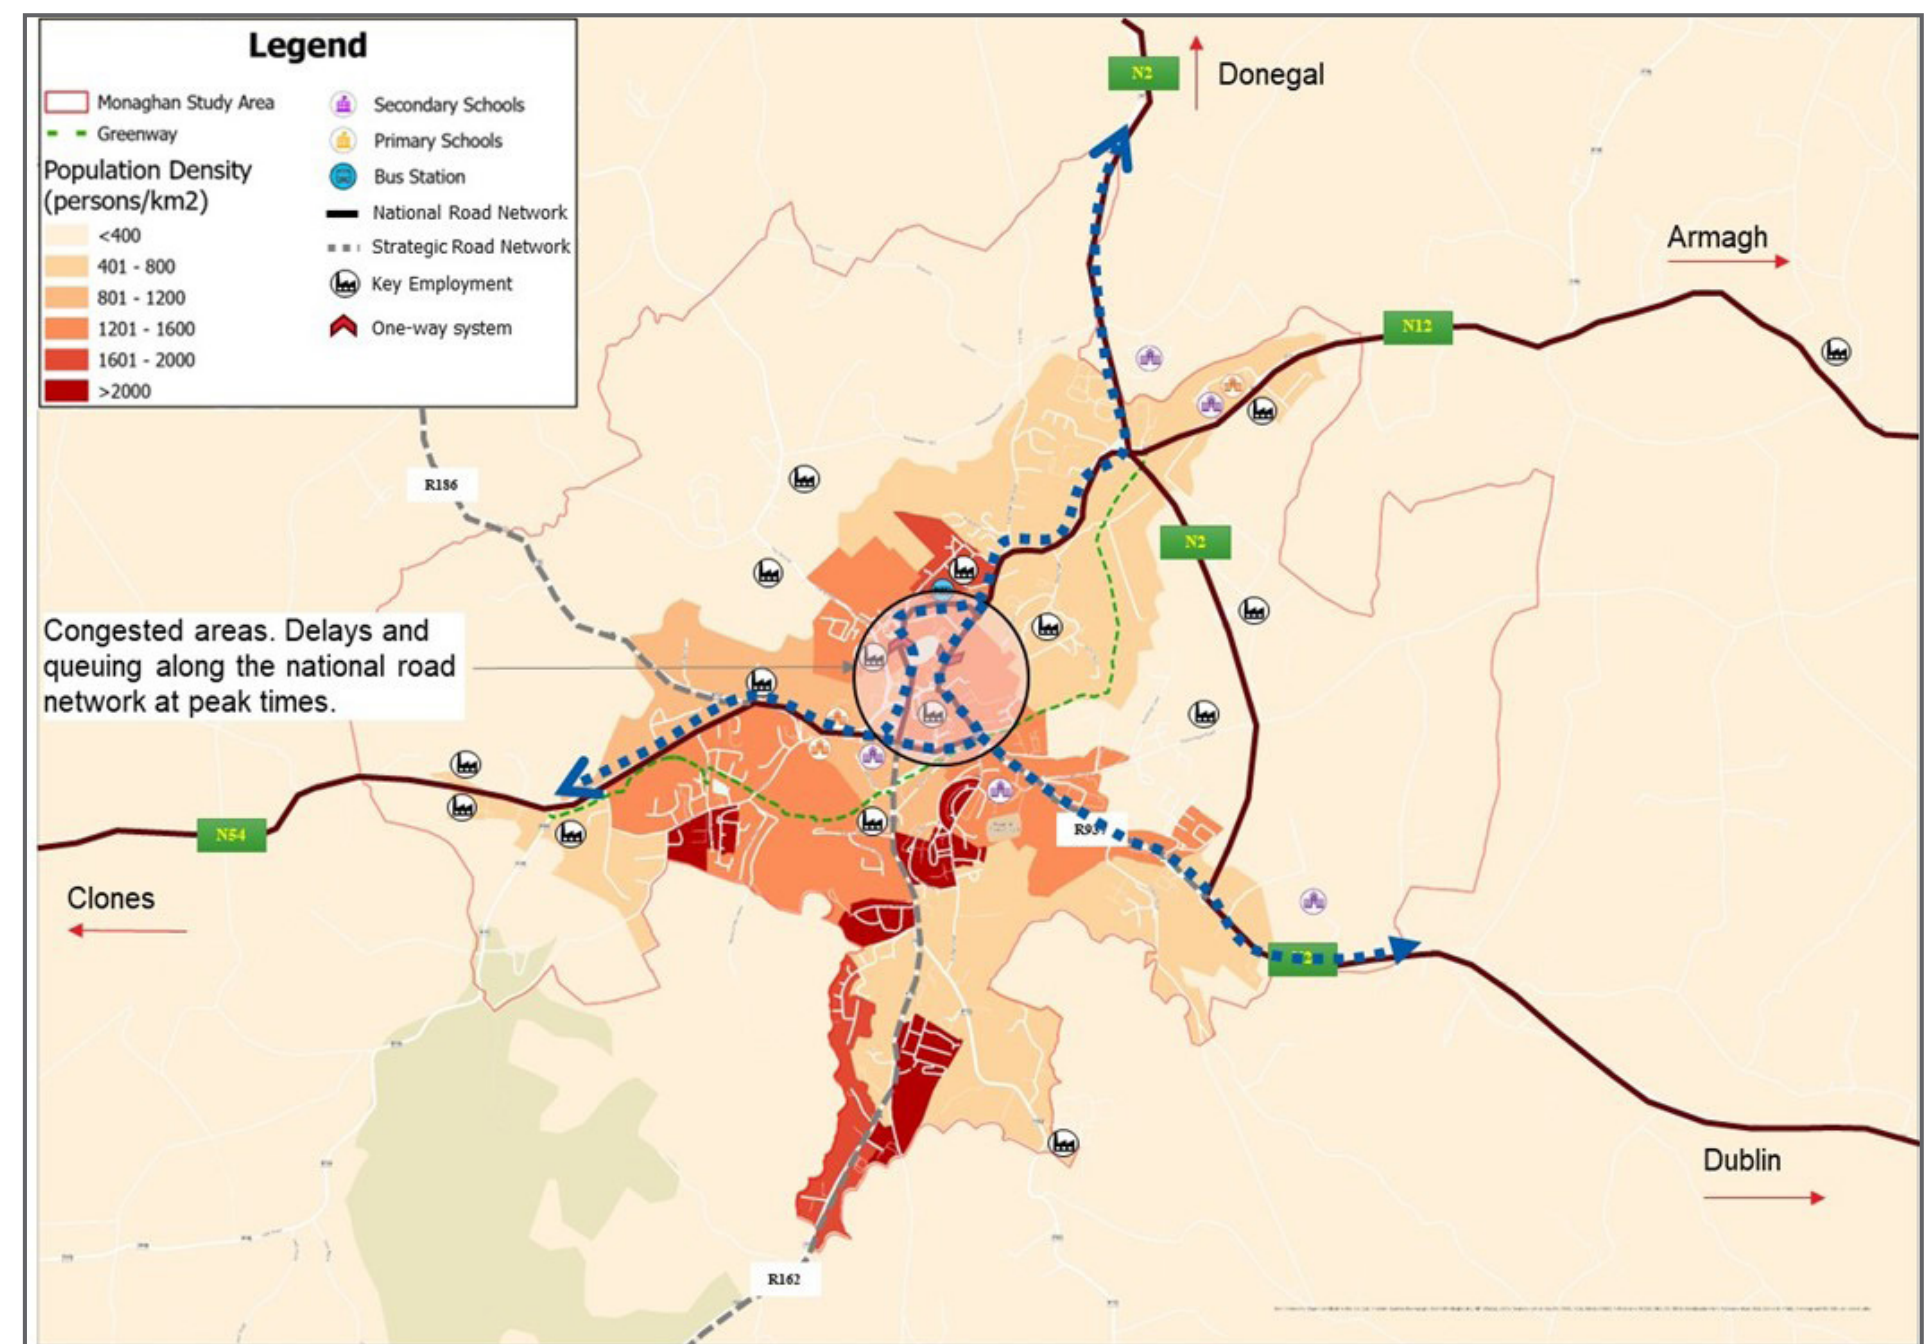 Legend
Monaghan Study Area
Greenway
Population Density
(persons/km2)
<400
401 - 800
801 - 1200
1201 - 1600
1601 - 2000
>2000
Secondary Schools
Primary Schools
Bus Station
National Road Network
Strategic Road Network
Key Employment
One-way system
N2
Donegal
Armagh
N12
R186
N2
Congested areas. Delays and
queuing along the national road
network at peak times.
N54
Clones
Dublin
R162